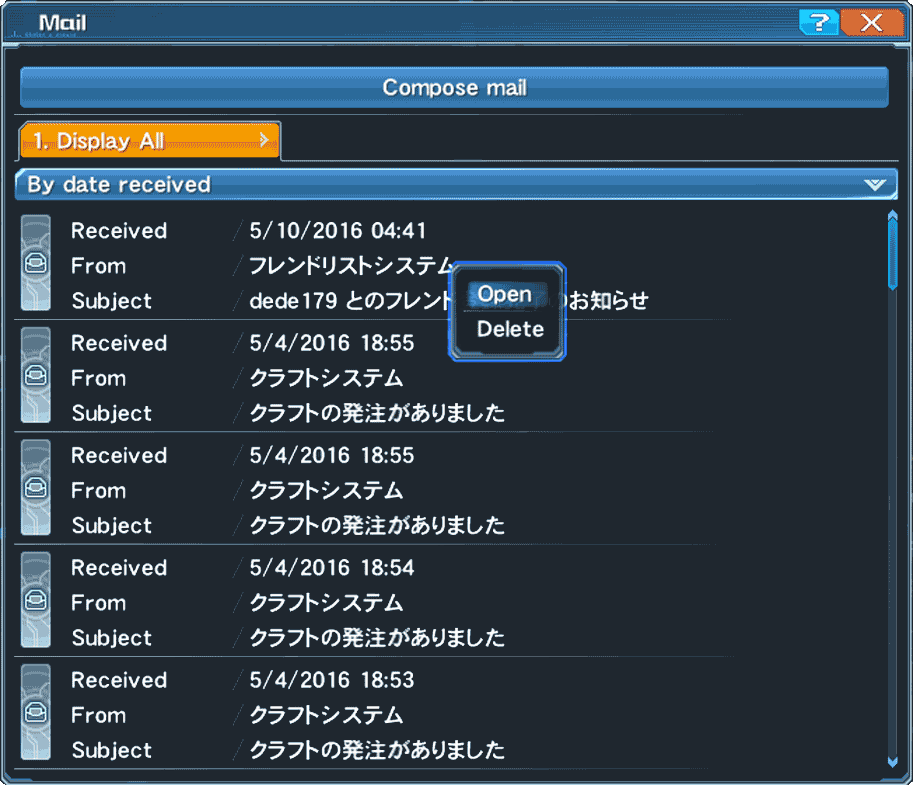 Mail
?
X
Compose mail
1. Display All
By date received
Received / 5/10/2016 04:41
From / フレンドリストシステム
Subject / dede179 とのフレンド のお知らせ
Open
Delete
Received / 5/4/2016 18:55
From / クラフトシステム
Subject / クラフトの発注がありました
Received / 5/4/2016 18:55
From / クラフトシステム
Subject / クラフトの発注がありました
Received / 5/4/2016 18:54
From / クラフトシステム
Subject / クラフトの発注がありました
Received / 5/4/2016 18:53
From / クラフトシステム
Subject / クラフトの発注がありました